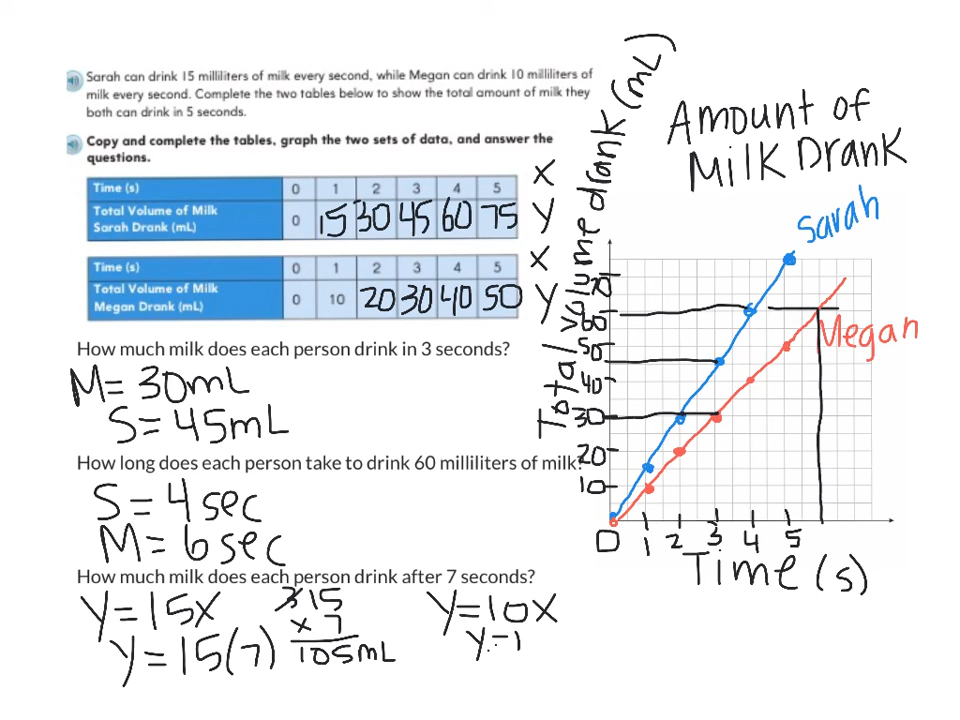 Sarah can drink 15 milliliters of milk every second, while Megan can drink 10 milliliters of
milk every second. Complete the two tables below to show the total amount of milk they
both can drink in 5 seconds.
Copy and complete the tables, graph the two sets of data, and answer the
questions.
Time (s) 0 1 2 3 4 5 X
Total Volume of Milk
Sarah Drank (mL) 0 15 30 45 60 75 Y
Time (s) 0 1 2 3 4 5 X
Total Volume of Milk
Megan Drank (mL) 0 10 20 30 40 50 Y
How much milk does each person drink in 3 seconds?
M= 30mL
S= 45mL
How long does each person take to drink 60 milliliters of milk?
S= 4 sec
M= 6 sec
How much milk does each person drink after 7 seconds?
Y=15X
Y=15(7)
3 15
x 7
105mL
Y=10X
Y=1
Amount of
Milk Drank
Total volume drank (mL)
Sarah
Megan
70
60
50
40
30
20
10
0 1 2 3 4 5
Time (s)